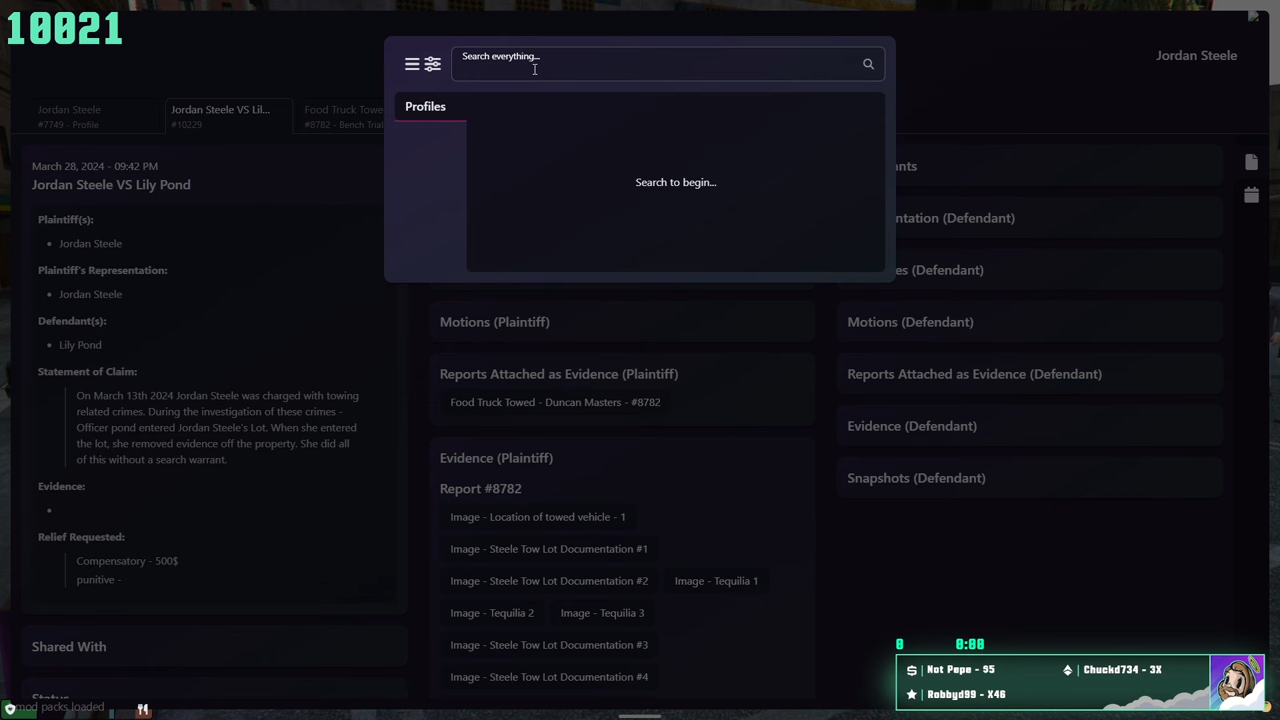 10021
Search everything...
Jordan Steele
Profiles
Search to begin...
Jordan Steele
#7749 - Profile
Jordan Steele VS Lil...
#10229
Food Truck Towe
#8782 - Bench Trial
March 28, 2024 - 09:42 PM
Jordan Steele VS Lily Pond
Plaintiff(s):
Jordan Steele
Plaintiff's Representation:
Jordan Steele
Defendant(s):
Lily Pond
Statement of Claim:
On March 13th 2024 Jordan Steele was charged with towing
related crimes. During the investigation of these crimes -
Officer pond entered Jordan Steele's Lot. When she entered
the lot, she removed evidence off the property. She did all
of this without a search warrant.
Evidence:
Relief Requested:
Compensatory - 500$
punitive -
Shared With
Status
mod packs loaded
Motions (Plaintiff)
Reports Attached as Evidence (Plaintiff)
Food Truck Towed - Duncan Masters - #8782
Evidence (Plaintiff)
Report #8782
Image - Location of towed vehicle - 1
Image - Steele Tow Lot Documentation #1
Image - Steele Tow Lot Documentation #2
Image - Tequilia 1
Image - Tequilia 2
Image - Tequilia 3
Image - Steele Tow Lot Documentation #3
Image - Steele Tow Lot Documentation #4
ants
ntation (Defendant)
es (Defendant)
Motions (Defendant)
Reports Attached as Evidence (Defendant)
Evidence (Defendant)
Snapshots (Defendant)
0
0:00
Not Pepe - 95
Chuckd734 - 3X
Robbyd99 - X46